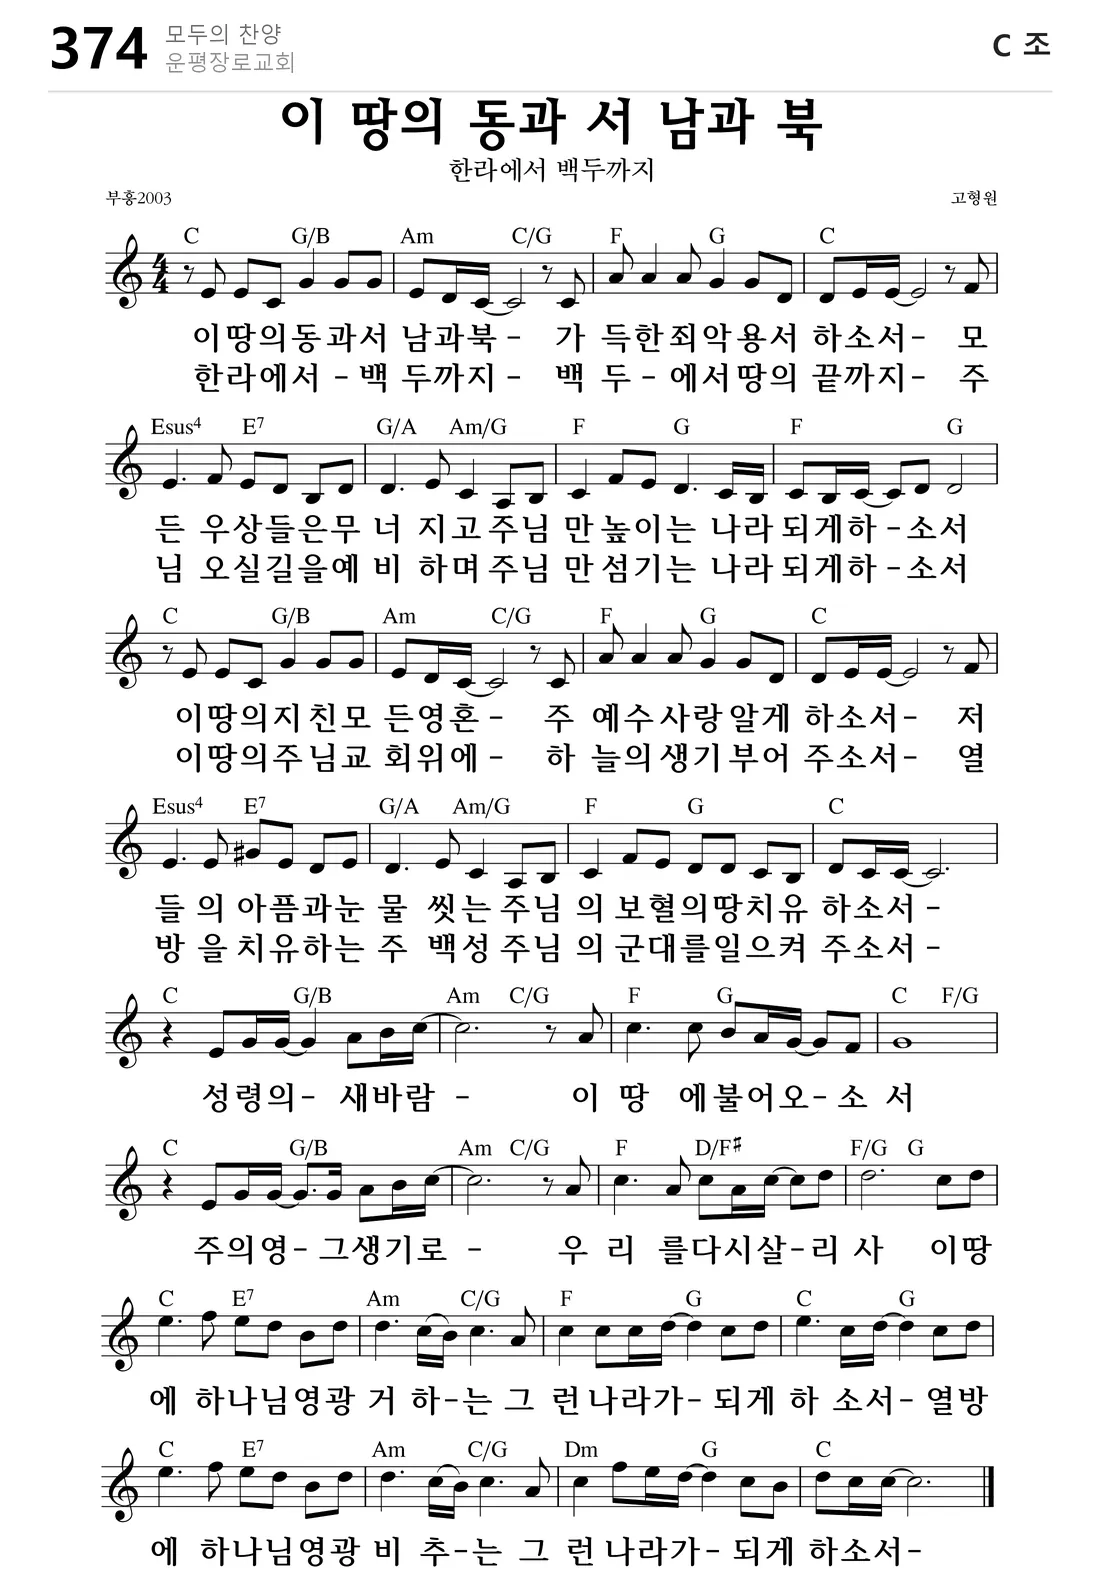 374 모두의 찬양
운평장로교회
C 조
이 땅의 동과 서 남과 북
한라에서 백두까지
부흥2003 고형원
C G/B Am C/G F G C
이땅의동과서 남과북- 가 득한죄악용서 하소서- 모
한라에서-백 두까지- 백 두-에서땅의 끝까지- 주
Esus4 E7 G/A Am/G F G F G
든 우상들은무 너 지고주님 만높이는 나라 되게하-소서
님 오실길을예 비 하며주님 만섬기는 나라 되게하-소서
C G/B Am C/G F G C
이땅의지친모 든영혼- 주 예수사랑알게 하소서- 저
이땅의주님교 회위에- 하 늘의생기부어 주소서- 열
Esus4 E7 G/A Am/G F G C
들 의 아픔과눈 물 씻는주님 의 보혈의땅치유 하소서-
방 을치유하는 주 백성주님 의 군대를일으켜 주소서-
C G/B Am C/G F G C F/G
성령의- 새바람- 이 땅 에불어오-소 서
C G/B Am C/G F D/F♯ F/G G
주의영-그생기로- 우 리 를다시살-리 사 이땅
C E7 Am C/G F G C G
에 하나님영광 거 하-는 그 런나라가-되게 하 소서-열방
C E7 Am C/G Dm G C
에 하나님영광 비 추-는 그 런나라가-되게 하소서-